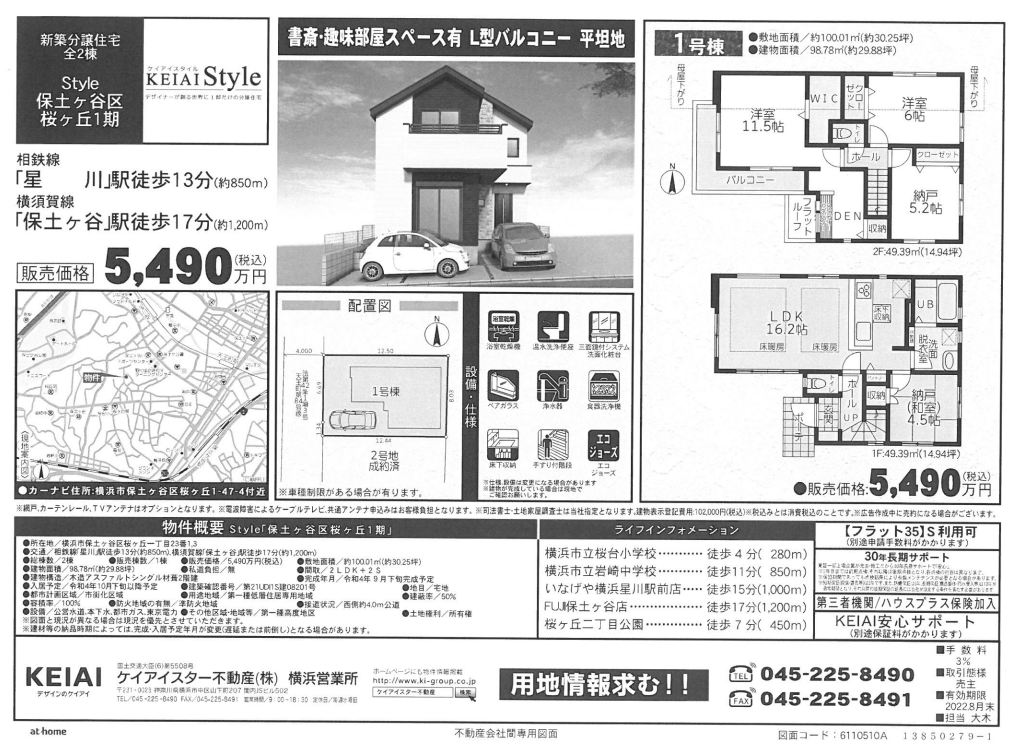 新築分譲住宅
全2棟
Style
保土ヶ谷区
桜ヶ丘1期
ケイアイスタイル
KEIAI Style
デザイナーが創る世界に1邸だけの分譲住宅
相鉄線
「星 川」駅徒歩13分(約850m)
横須賀線
「保土ヶ谷」駅徒歩17分(約1,200m)
販売価格 5,490万円(税込)
物件
〈現地案内図〉
●カーナビ住所:横浜市保土ヶ谷区桜ヶ丘1-47-4付近
書斎・趣味部屋スペース有 L型バルコニー 平坦地
配置図
N
4,000
12.50
6.49
8.03
1.34
12.44
1号棟
2号地
成約済
※車種制限がある場合が有ります。
設備・仕様
浴室乾燥
浴室乾燥機
温水洗浄便座
三面鏡付システム
洗面化粧台
ペアガラス
浄水器
食器洗浄機
床下収納
手すり付階段
エコ
ジョーズ
エコ
ジョーズ
※仕様、設備は変更になる場合があります
※建物が完成している場合は現地で
ご確認お願いします。
1号棟
●敷地面積/約100.01㎡(約30.25坪)
●建物面積/98.78㎡(約29.88坪)
母屋下がり
母屋下がり
洋室
11.5帖
WIC
クローゼット
洋室
6帖
トイレ
ホール
クローゼット
バルコニー
N
納戸
5.2帖
フラットルーフ
DEN
収納
2F:49.39㎡(14.94坪)
LDK
16.2帖
床暖房
床暖房
床下収納
UB
洗面脱衣室
トイレ
ホール
収納
納戸
(和室)
4.5帖
玄関
UP
ポーチ
1F:49.39㎡(14.94坪)
●販売価格:5,490万円(税込)
※網戸、カーテンレール、TVアンテナはオプションとなります。※電波障害によるケーブルテレビ、共通アンテナ申込みはお客様負担となります。※司法書士・土地家屋調査士は当社指定となります。建物表示登記費用:102,000円(税込)※税込みとは消費税込のことです。※広告作成中に売約になる場合がございます。
物件概要 Style「保土ヶ谷区桜ヶ丘1期」
●所在地/横浜市保土ヶ谷区桜ヶ丘一丁目23番1,3
●交通/相鉄線「星川」駅徒歩13分(約850m)、横須賀線「保土ヶ谷」駅徒歩17分(約1,200m)
●総棟数/2棟 ●販売棟数/1棟 ●販売価格/5,490万円(税込) ●敷地面積/約100.01㎡(約30.25坪)
●建物面積/98.78㎡(約29.88坪) ●私道負担/無 ●間取/2LDK+2S
●建物構造/木造アスファルトシングル材葺2階建 ●完成年月/令和4年9月下旬完成予定
●入居予定/令和4年10月下旬以降予定 ●建築確認番号/第21UDI1S建08201号 ●地目/宅地
●都市計画区域/市街化区域 ●用途地域/第一種低層住居専用地域 ●建蔽率/50%
●容積率/100% ●防火地域の有無/準防火地域 ●接道状況/西側約4.0m公道
●設備/公営水道、本下水、都市ガス、東京電力 ●その他区域・地域等/第一種高度地区 ●土地権利/所有権
※図面と現況が異なる場合は現況を優先とさせていただきます。
※建材等の納品時期によっては、完成・入居予定年月が変更(遅延または前倒し)となる場合があります。
ライフインフォメーション
横浜市立桜台小学校………… 徒歩 4分( 280m)
横浜市立岩崎中学校………… 徒歩11分( 850m)
いなげや横浜星川駅前店…… 徒歩15分(1,000m)
FUJI保土ヶ谷店……………… 徒歩17分(1,200m)
桜ヶ丘二丁目公園…………… 徒歩 7分( 450m)
【フラット35】S 利用可
(別途申請手数料がかかります)
30年長期サポート
第三者機関/ハウスプラス保険加入
KEIAI安心サポート
(別途保証料がかかります)
KEIAI
デザインのケイアイ
国土交通大臣(6)第5508号
ケイアイスター不動産(株) 横浜営業所
〒231-0023 神奈川県横浜市中区山下町207 関内JSビル502
TEL/045-225-8490 FAX/045-225-8491 営業時間/9:00~18:30 定休日/毎週水曜日
ホームページにも物件情報掲載
http://www.ki-group.co.jp
ケイアイスター不動産 検索
用地情報求む!!
TEL 045-225-8490
FAX 045-225-8491
■手数料
3%
■取引態様
売主
■有効期限
2022.8月末
■担当 大木
at-home
不動産会社間専用図面
図面コード:6110510A 13850279-1